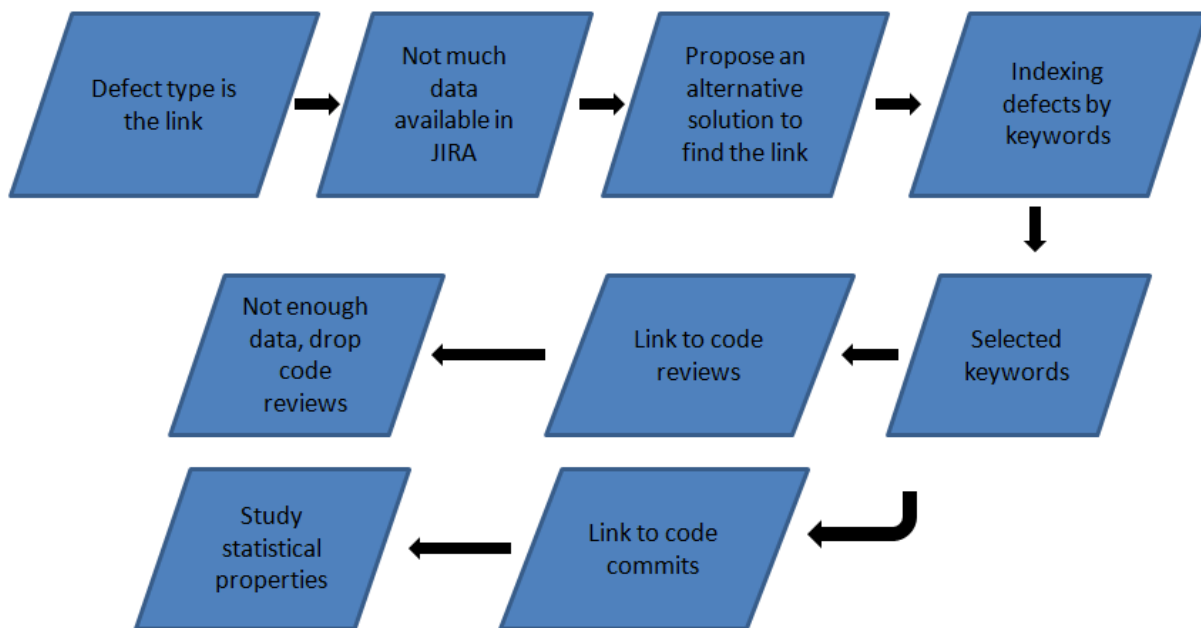 Defect type is
the link
Not much
data
available in
JIRA
Propose an
alternative
solution to
find the link
Indexing
defects by
keywords
Not enough
data, drop
code
reviews
Link to code
reviews
Selected
keywords
Study
statistical
properties
Link to code
commits